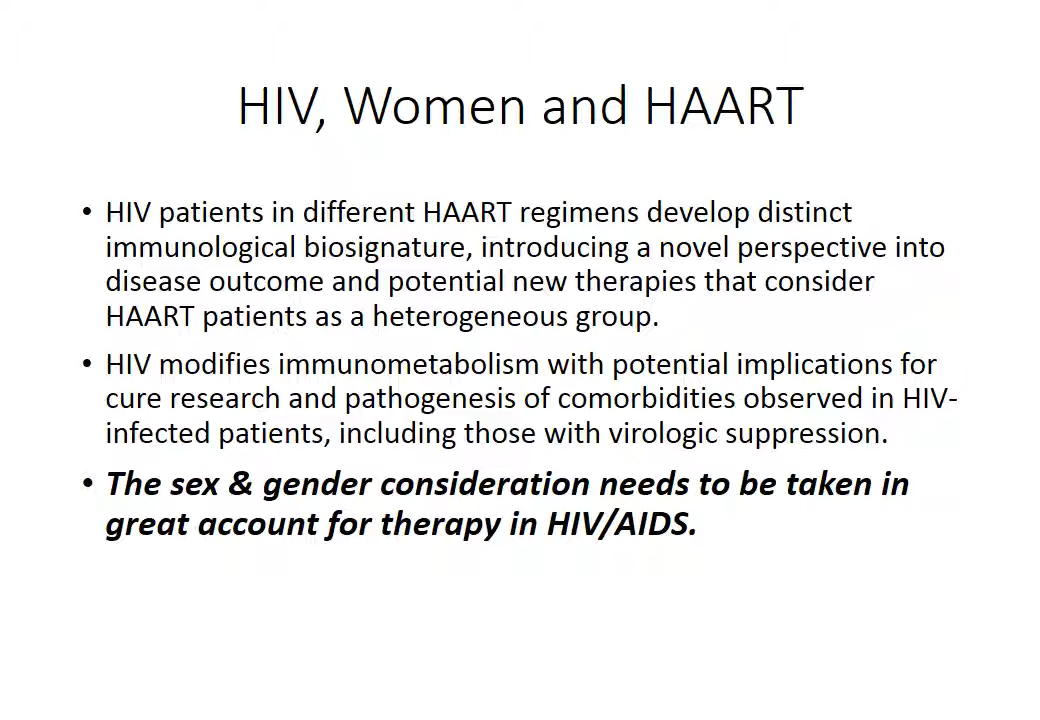 HIV, Women and HAART
• HIV patients in different HAART regimens develop distinct
immunological biosignature, introducing a novel perspective into
disease outcome and potential new therapies that consider
HAART patients as a heterogeneous group.
• HIV modifies immunometabolism with potential implications for
cure research and pathogenesis of comorbidities observed in HIV-
infected patients, including those with virologic suppression.
• The sex & gender consideration needs to be taken in
great account for therapy in HIV/AIDS.